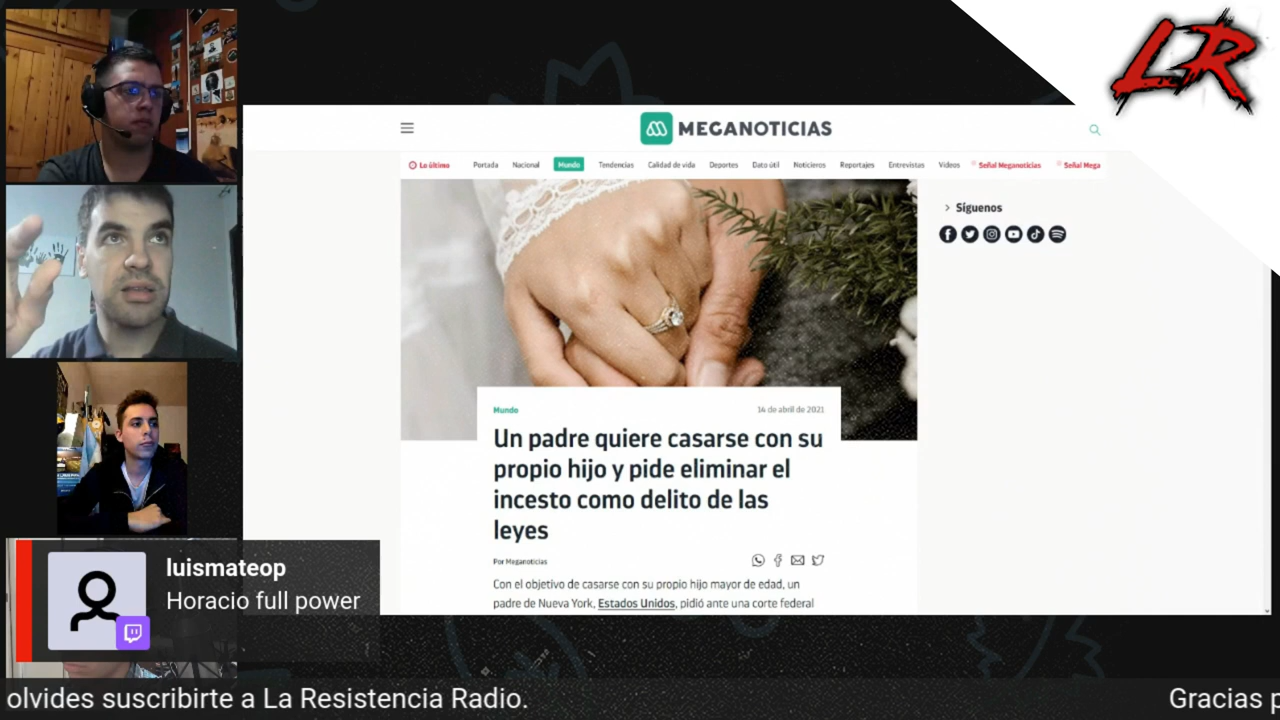 LR
MEGANOTICIAS
Lo último Portada Nacional Mundo Tendencias Calidad de vida Deportes Dato útil Noticieros Reportajes Entrevistas Videos Señal Meganoticias Señal Mega
Síguenos
Mundo
14 de abril de 2021
Un padre quiere casarse con su
propio hijo y pide eliminar el
incesto como delito de las
leyes
Por Meganoticias
Con el objetivo de casarse con su propio hijo mayor de edad, un
padre de Nueva York, Estados Unidos, pidió ante una corte federal
luismateop
Horacio full power
olvides suscribirte a La Resistencia Radio.
Gracias p